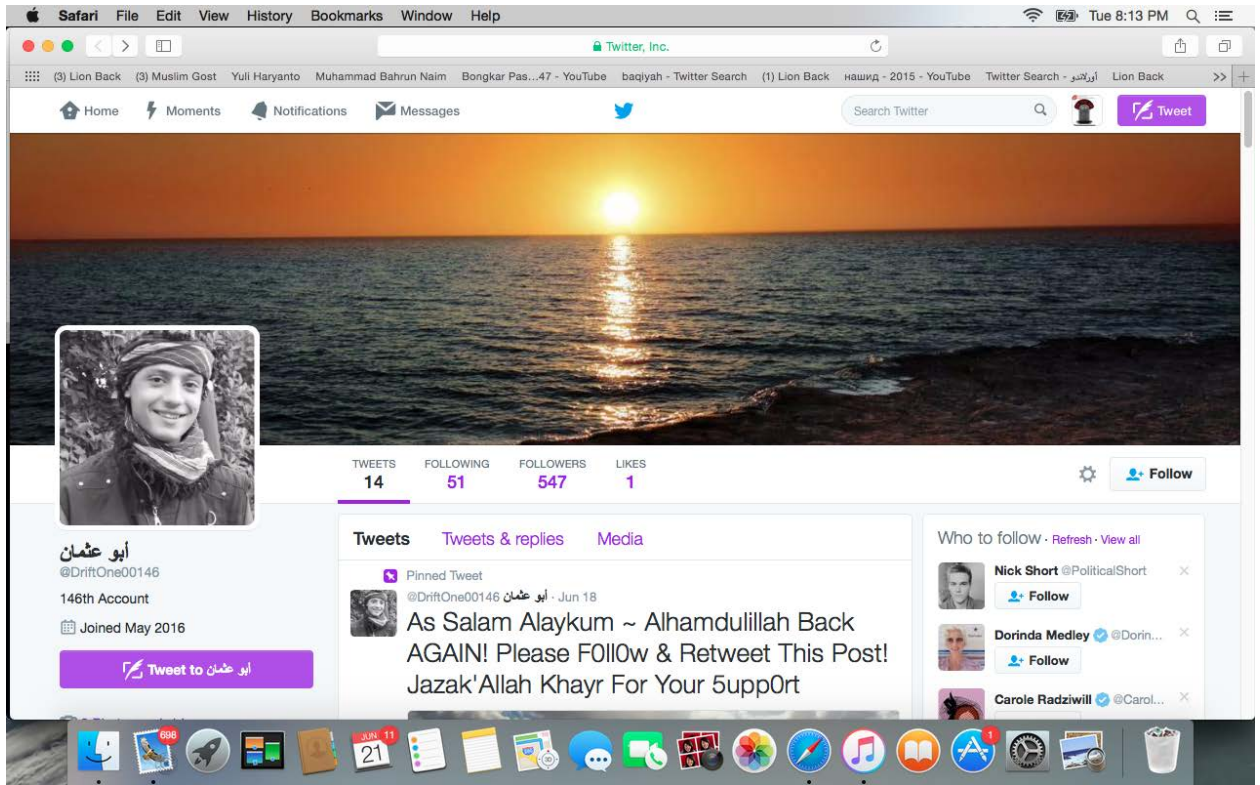 Safari File Edit View History Bookmarks Window Help Tue 8:13 PM
Twitter, Inc.
(3) Lion Back (3) Muslim Gost Yuli Haryanto Muhammad Bahrun Naim Bongkar Pas...47 - YouTube baqiyah - Twitter Search (1) Lion Back нашид - 2015 - YouTube Twitter Search - أورلاندو Lion Back >>
Home Moments Notifications Messages Search Twitter Tweet
TWEETS FOLLOWING FOLLOWERS LIKES
14 51 547 1
Follow
أبو عثمان
@DriftOne00146
146th Account
Joined May 2016
Tweet to أبو عثمان
Tweets Tweets & replies Media
Pinned Tweet
@DriftOne00146 أبو عثمان · Jun 18
As Salam Alaykum ~ Alhamdulillah Back
AGAIN! Please F0ll0w & Retweet This Post!
Jazak'Allah Khayr For Your 5upp0rt
Who to follow · Refresh · View all
Nick Short @PoliticalShort
Follow
Dorinda Medley @Dorin...
Follow
Carole Radziwill @Carol...
698
JUN 11
21
1